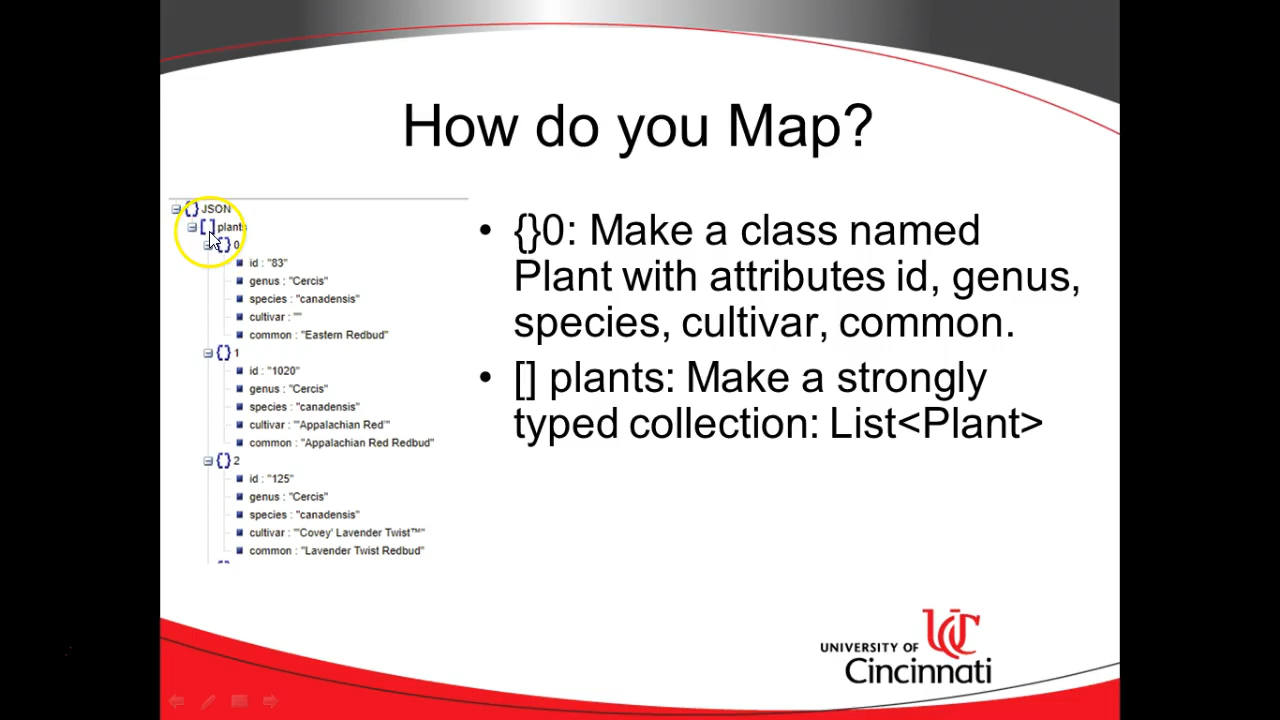 How do you Map?
{} JSON
[] plants
{} 0
id : "83"
genus : "Cercis"
species : "canadensis"
cultivar : ""
common : "Eastern Redbud"
{} 1
id : "1020"
genus : "Cercis"
species : "canadensis"
cultivar : "'Appalachian Red'"
common : "Appalachian Red Redbud"
{} 2
id : "125"
genus : "Cercis"
species : "canadensis"
cultivar : "'Covey' Lavender Twist™"
common : "Lavender Twist Redbud"
• {}0: Make a class named
Plant with attributes id, genus,
species, cultivar, common.
• [] plants: Make a strongly
typed collection: List<Plant>
UNIVERSITY OF
UC
Cincinnati